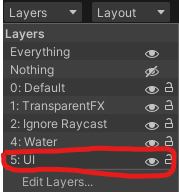 Layers Layout
Layers
Everything
Nothing
0: Default
1: TransparentFX
2: Ignore Raycast
4: Water
5: UI
Edit Layers...